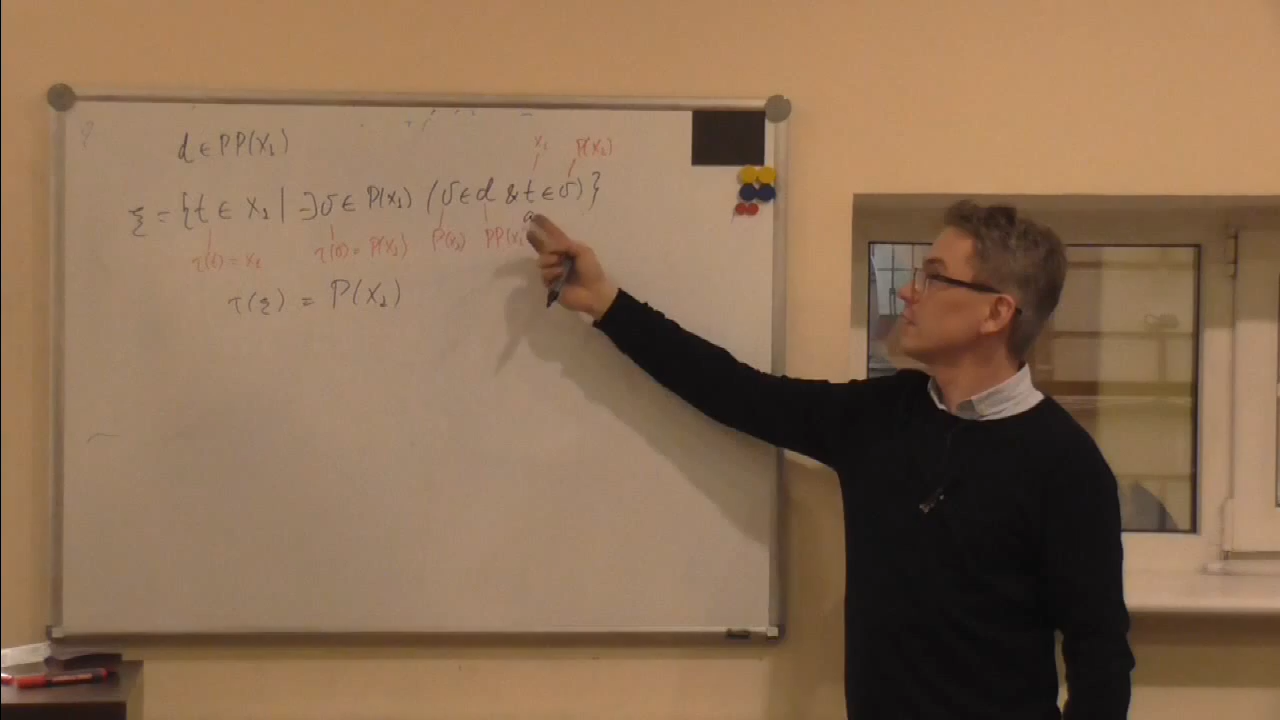 d ∈ PP(X₁)
X₁ P(X₁)
ξ = {t ∈ X₁ | ∃σ ∈ P(X₁) (σ ∈ d & t ∈ σ)}
τ(t) = X₁ τ(σ) = P(X₁) P(X₁) PP(X₁
τ(ξ) = P(X₁)